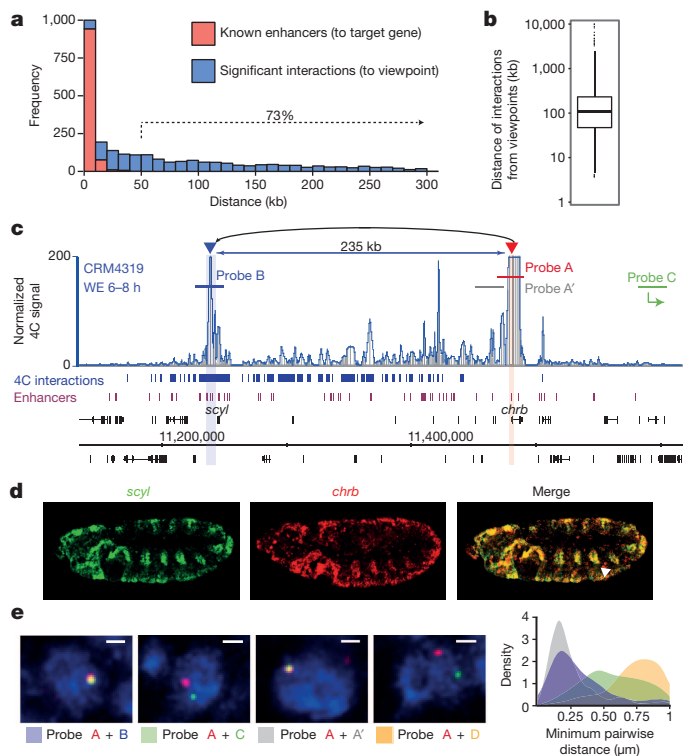 a
1,000
750
500
250
0
Frequency
Known enhancers (to target gene)
Significant interactions (to viewpoint)
73%
0 50 100 150 200 250 300
Distance (kb)
b
10,000
1,000
100
10
1
Distance of interactions
from viewpoints (kb)
c
200
0
Normalized
4C signal
CRM4319
WE 6–8 h
235 kb
Probe B
Probe A
Probe A′
Probe C
4C interactions
Enhancers
scyl
chrb
11,200,000
11,400,000
d
scyl
chrb
Merge
e
Probe A + B
Probe A + C
Probe A + A′
Probe A + D
4
3
2
1
0
Density
0.25 0.50 0.75 1
Minimum pairwise
distance (μm)